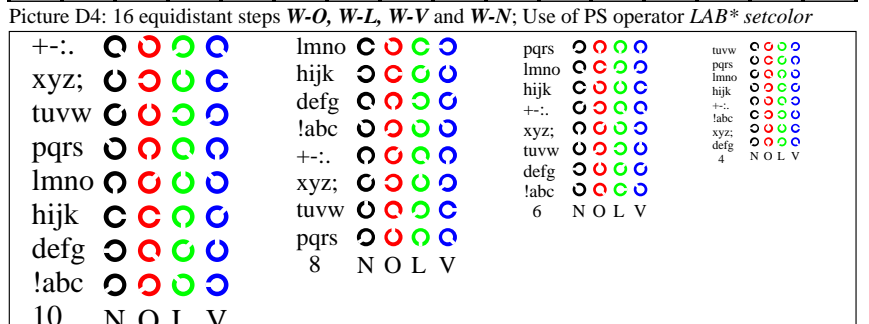 Picture D4: 16 equidistant steps W-O, W-L, W-V and W-N; Use of PS operator LAB* setcolor
+-:.
xyz;
tuvw
pqrs
lmno
hijk
defg
!abc
10 N O L V
lmno
hijk
defg
!abc
+-:.
xyz;
tuvw
pqrs
8 N O L V
pqrs
lmno
hijk
+-:.
xyz;
tuvw
defg
!abc
6 N O L V
tuvw
pqrs
lmno
hijk
+-:.
!abc
xyz;
defg
4 N O L V